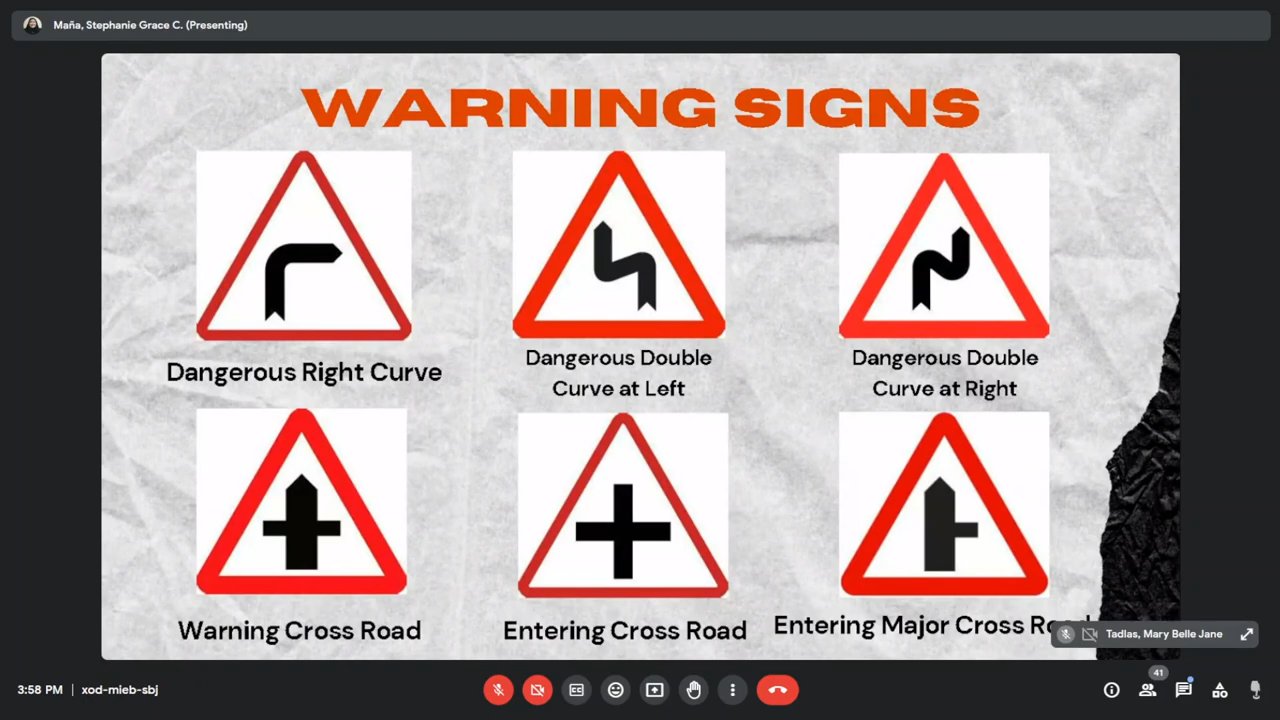 Maña, Stephanie Grace C. (Presenting)
WARNING SIGNS
Dangerous Right Curve
Dangerous Double
Curve at Left
Dangerous Double
Curve at Right
Warning Cross Road
Entering Cross Road
Entering Major Cross Road
Tadlas, Mary Belle Jane
3:58 PM | xod-mieb-sbj
41